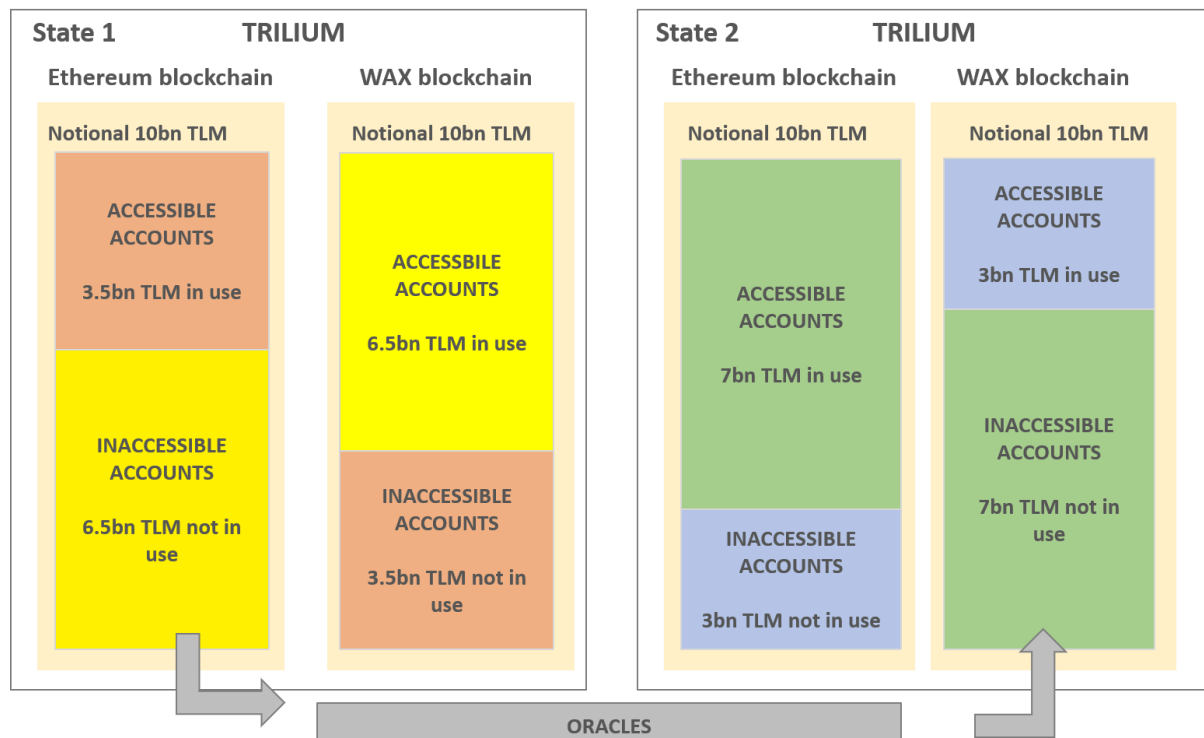 State 1 TRILIUM
Ethereum blockchain
Notional 10bn TLM
ACCESSIBLE
ACCOUNTS
3.5bn TLM in use
INACCESSIBLE
ACCOUNTS
6.5bn TLM not in
use
WAX blockchain
Notional 10bn TLM
ACCESSBILE
ACCOUNTS
6.5bn TLM in use
INACCESSIBLE
ACCOUNTS
3.5bn TLM not in
use
State 2 TRILIUM
Ethereum blockchain
Notional 10bn TLM
ACCESSIBLE
ACCOUNTS
7bn TLM in use
INACCESSIBLE
ACCOUNTS
3bn TLM not in use
WAX blockchain
Notional 10bn TLM
ACCESSIBLE
ACCOUNTS
3bn TLM in use
INACCESSIBLE
ACCOUNTS
7bn TLM not in
use
ORACLES